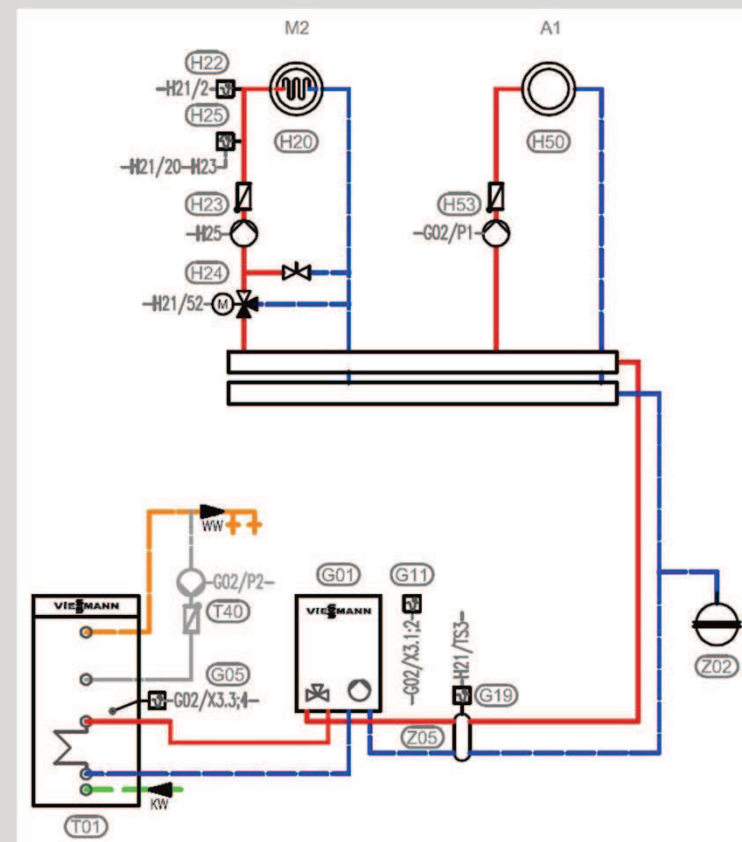 M2
A1
H22
H21/2
H25
H20
H50
H21/20 H23
H23
H53
H25
G02/P1
H24
H21/52
M
WW
G02/P2
G01
G11
VIESMANN
VIESMANN
T40
H21/TS3
G02/X3.1;2
G05
G02/X3.3;4
G19
Z02
Z05
KW
T01